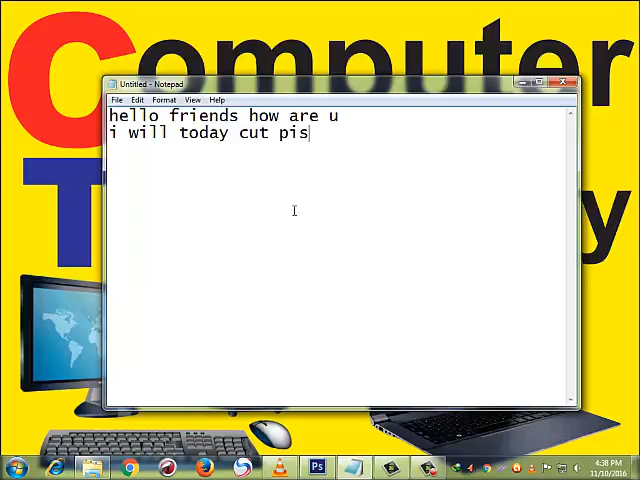 Computer
T y
Untitled - Notepad
File Edit Format View Help
hello friends how are u
i will today cut pis
4:38 PM
11/10/2016